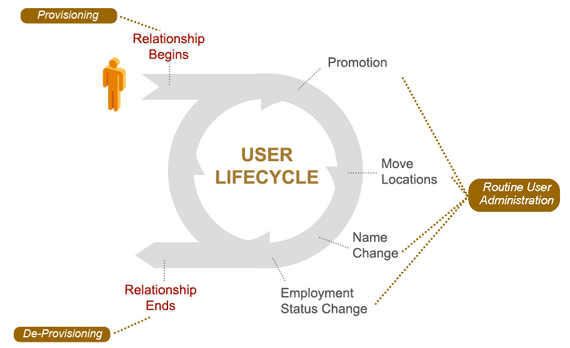 Provisioning
Relationship
Begins
Promotion
USER
LIFECYCLE
Move
Locations
Routine User
Administration
Name
Change
Employment
Status Change
Relationship
Ends
De-Provisioning